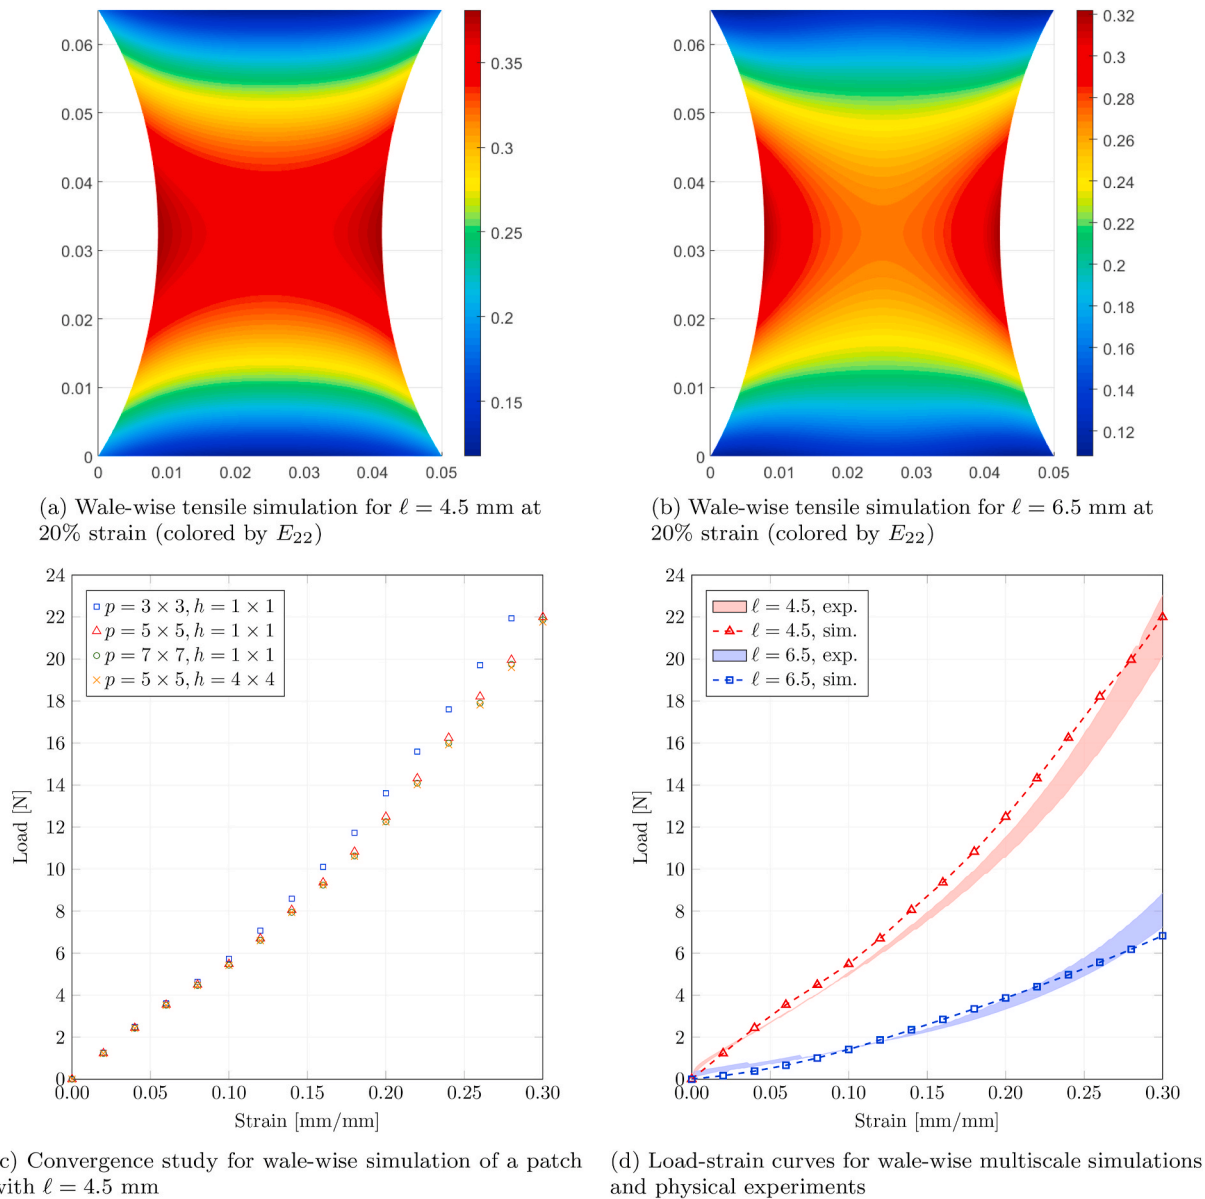 0.06
0.05
0.04
0.03
0.02
0.01
0
0 0.01 0.02 0.03 0.04 0.05
0.35
0.3
0.25
0.2
0.15
(a) Wale-wise tensile simulation for ℓ = 4.5 mm at
20% strain (colored by E₂₂)
0.06
0.05
0.04
0.03
0.02
0.01
0
0 0.01 0.02 0.03 0.04 0.05
0.32
0.3
0.28
0.26
0.24
0.22
0.2
0.18
0.16
0.14
0.12
(b) Wale-wise tensile simulation for ℓ = 6.5 mm at
20% strain (colored by E₂₂)
24
22
20
18
16
14
12
10
8
6
4
2
0
Load [N]
p = 3 × 3, h = 1 × 1
p = 5 × 5, h = 1 × 1
p = 7 × 7, h = 1 × 1
p = 5 × 5, h = 4 × 4
0.00 0.05 0.10 0.15 0.20 0.25 0.30
Strain [mm/mm]
c) Convergence study for wale-wise simulation of a patch
with ℓ = 4.5 mm
24
22
20
18
16
14
12
10
8
6
4
2
0
Load [N]
ℓ = 4.5, exp.
ℓ = 4.5, sim.
ℓ = 6.5, exp.
ℓ = 6.5, sim.
0.00 0.05 0.10 0.15 0.20 0.25 0.30
Strain [mm/mm]
(d) Load-strain curves for wale-wise multiscale simulations
and physical experiments